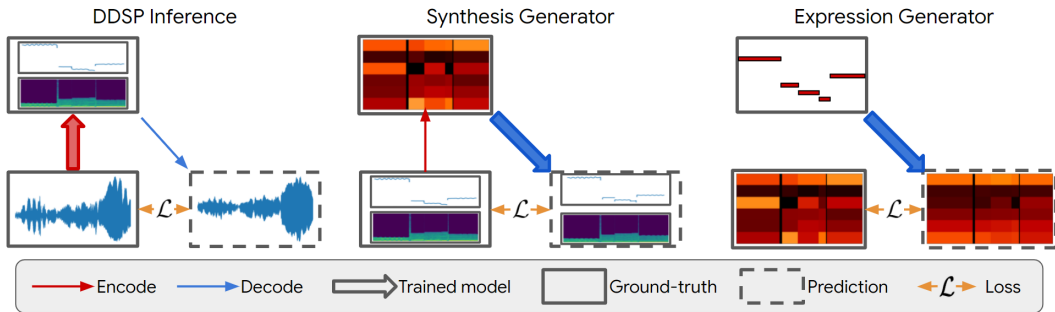 DDSP Inference
Synthesis Generator
Expression Generator
ℒ
ℒ
ℒ
Encode
Decode
Trained model
Ground-truth
Prediction
ℒ Loss